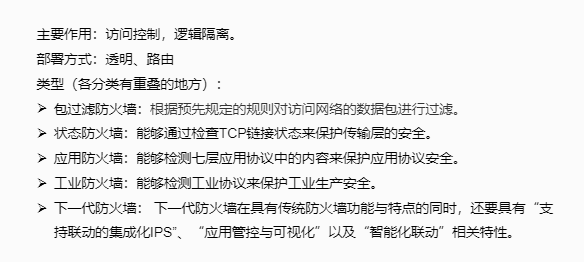 主要作用：访问控制，逻辑隔离。
部署方式：透明、路由
类型（各分类有重叠的地方）：
➢ 包过滤防火墙：根据预先规定的规则对访问网络的数据包进行过滤。
➢ 状态防火墙：能够通过检查TCP链接状态来保护传输层的安全。
➢ 应用防火墙：能够检测七层应用协议中的内容来保护应用协议安全。
➢ 工业防火墙：能够检测工业协议来保护工业生产安全。
➢ 下一代防火墙： 下一代防火墙在具有传统防火墙功能与特点的同时，还要具有“支
持联动的集成化IPS”、“应用管控与可视化”以及“智能化联动”相关特性。